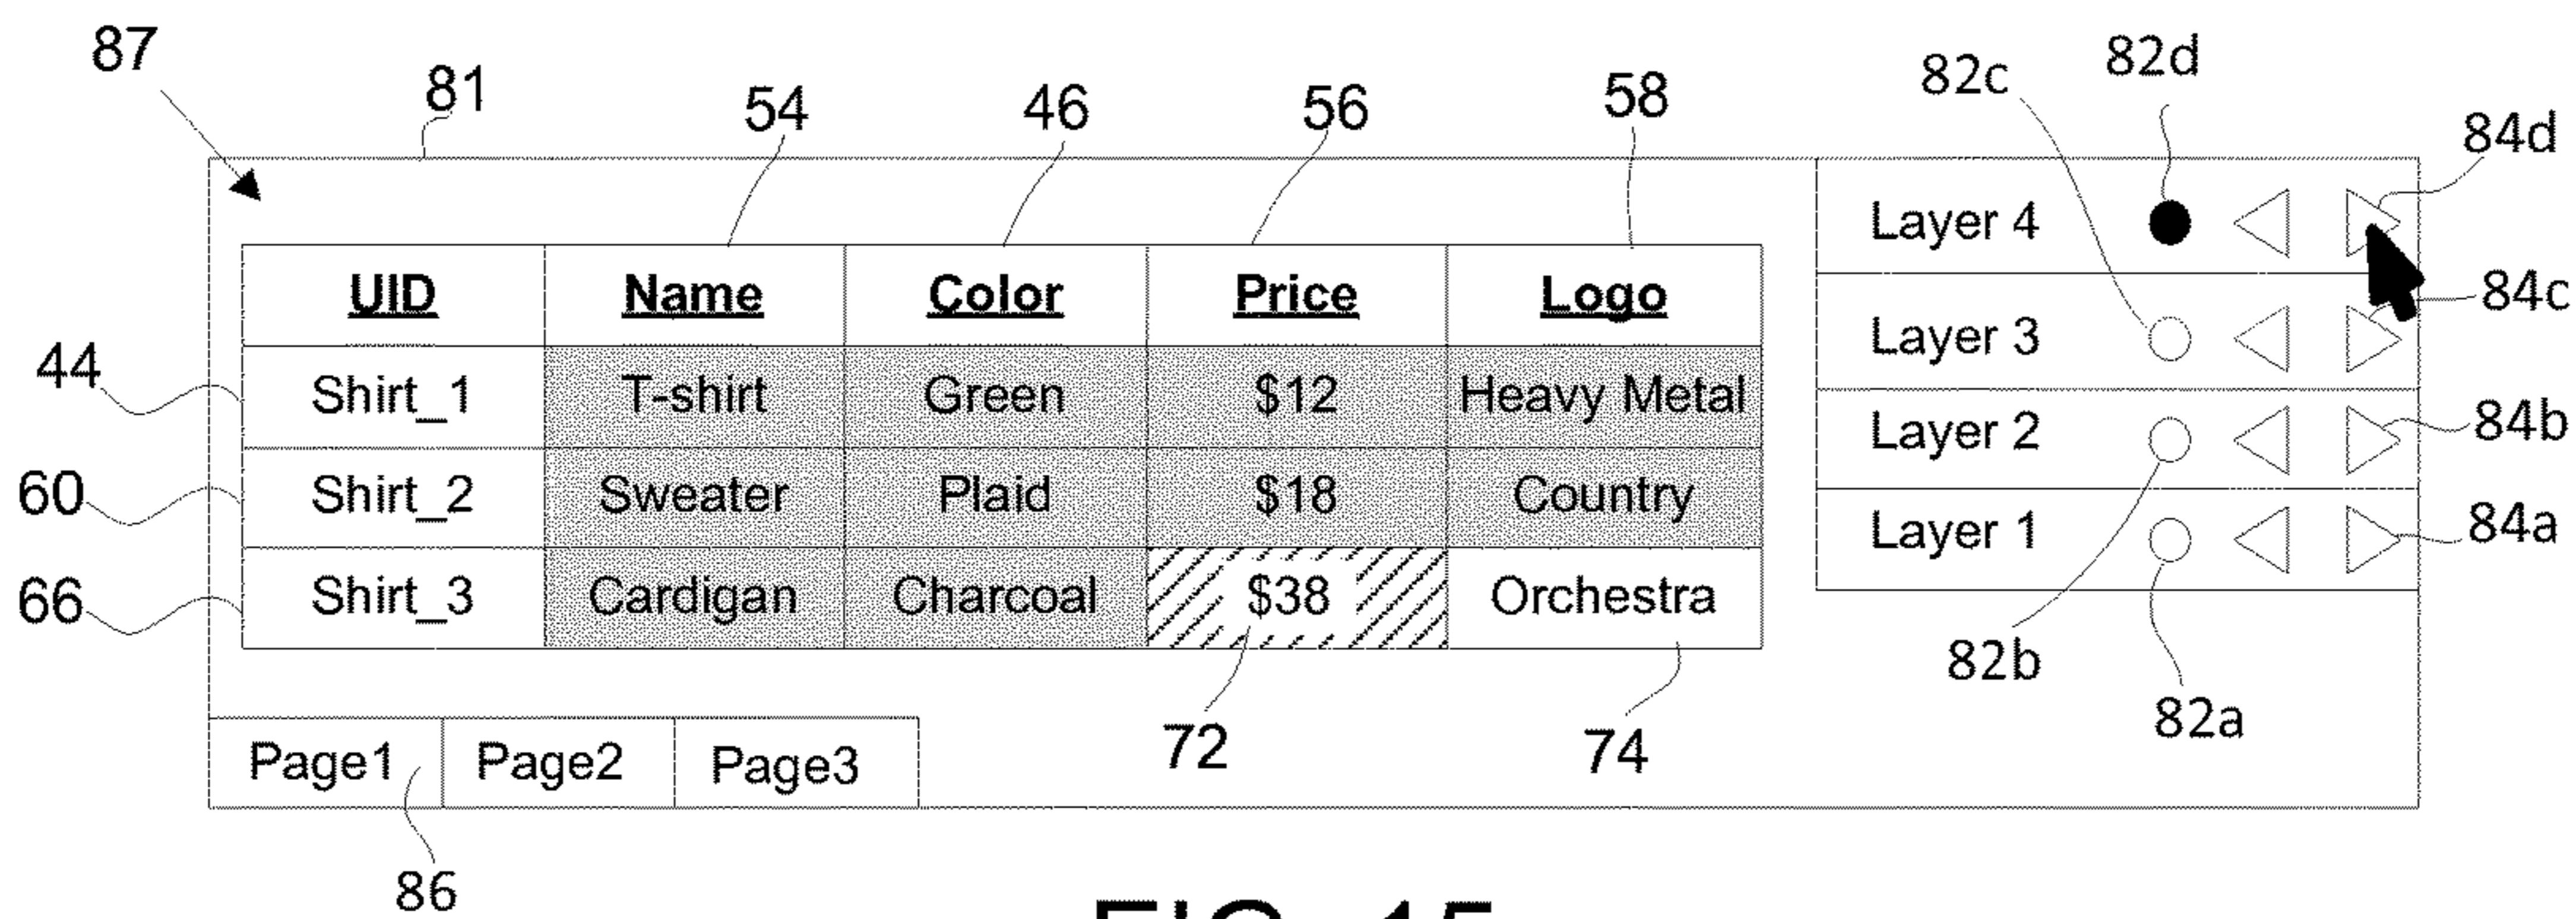 87
81
54
46
56
58
82c
82d
84d
UID Name Color Price Logo
44 Shirt_1 T-shirt Green $12 Heavy Metal
60 Shirt_2 Sweater Plaid $18 Country
66 Shirt_3 Cardigan Charcoal $38 Orchestra
Layer 4
84c
Layer 3
Layer 2
84b
Layer 1
84a
82b
82a
72
74
Page1 Page2 Page3
86
FIG. 15